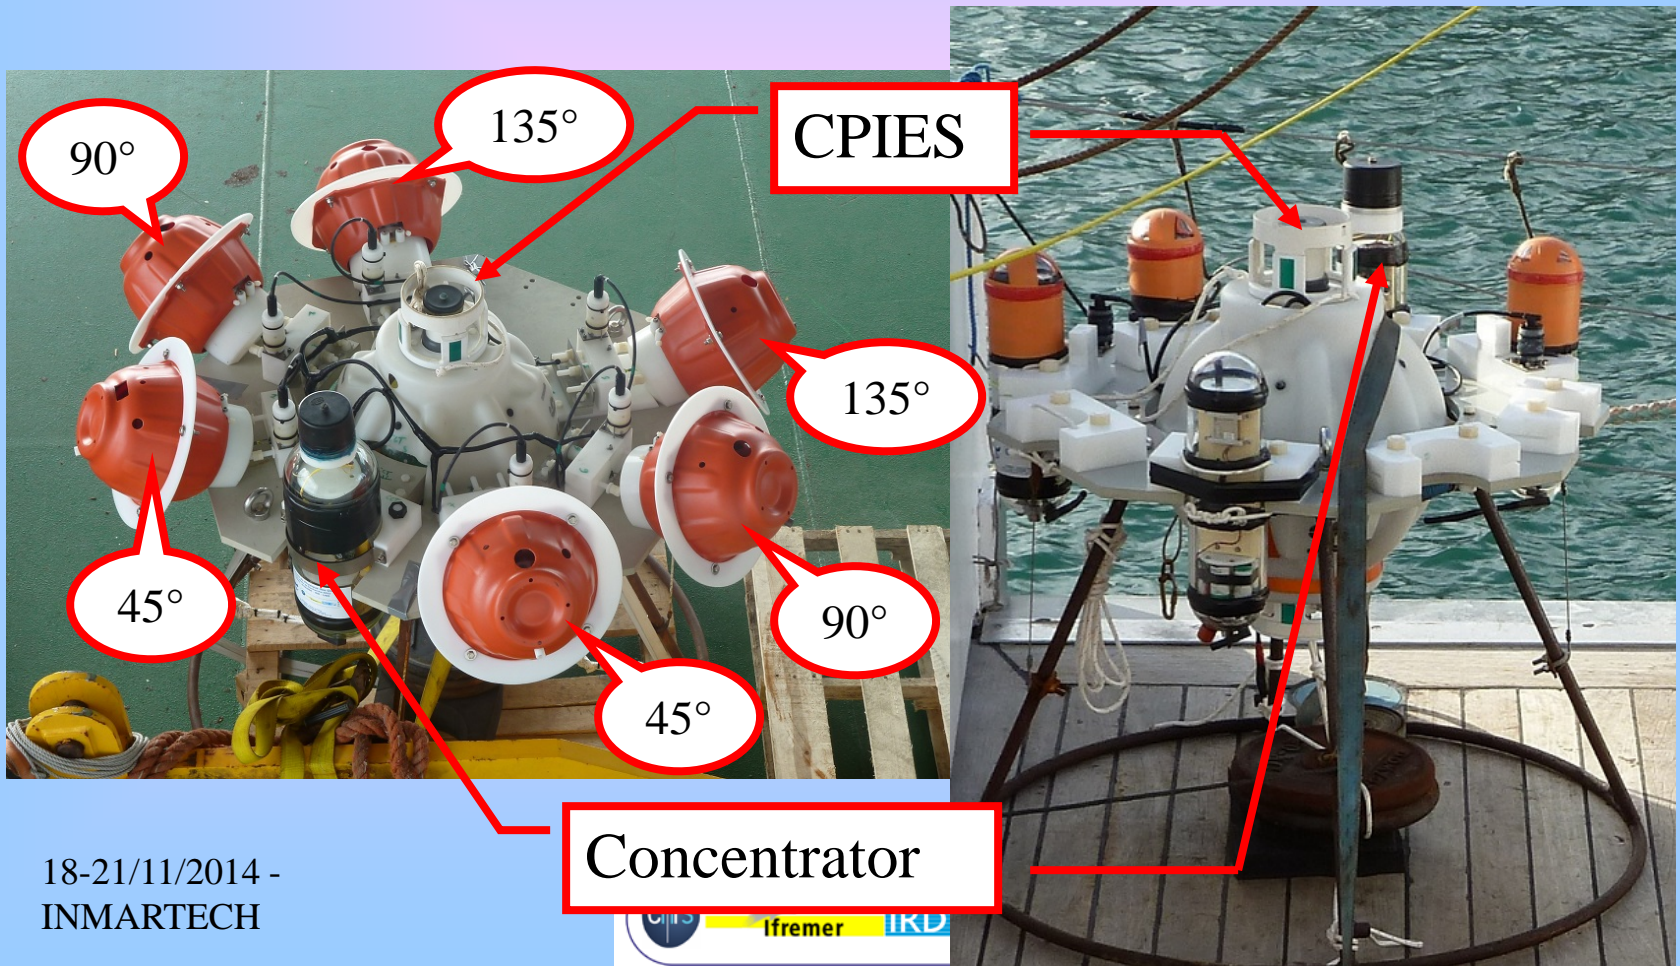 90°
135°
CPIES
135°
45°
90°
45°
Concentrator
18-21/11/2014 -
INMARTECH
Ifremer
IRD